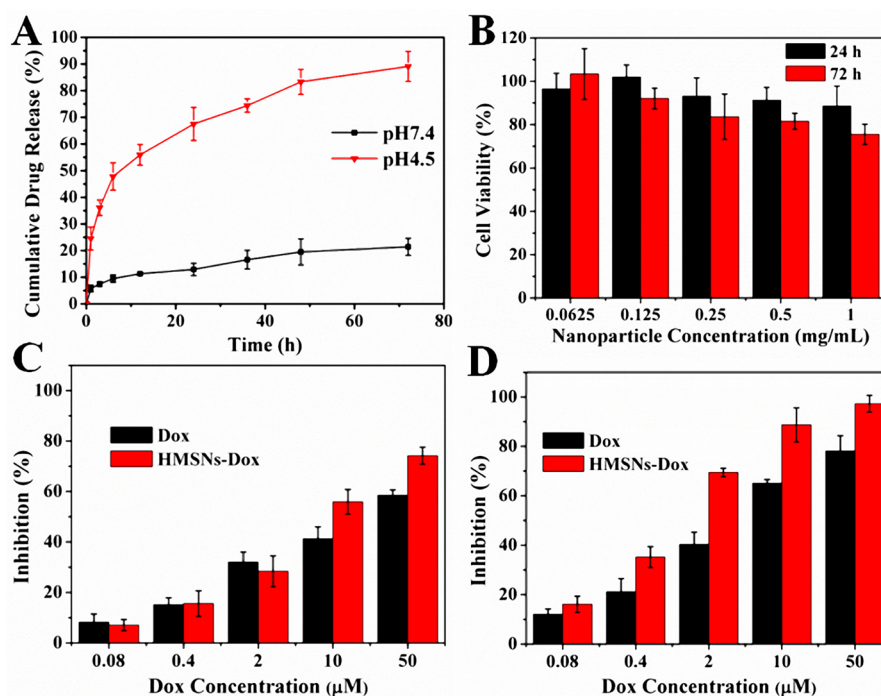 A
Cumulative Drug Release (%)
100
90
80
70
60
50
40
30
20
10
0
pH7.4
pH4.5
0 20 40 60 80
Time (h)
B
Cell Viability (%)
120
100
80
60
40
20
0
24 h
72 h
0.0625 0.125 0.25 0.5 1
Nanoparticle Concentration (mg/mL)
C
Inhibition (%)
100
80
60
40
20
0
Dox
HMSNs-Dox
0.08 0.4 2 10 50
Dox Concentration (μM)
D
Inhibition (%)
100
80
60
40
20
0
Dox
HMSNs-Dox
0.08 0.4 2 10 50
Dox Concentration (μM)